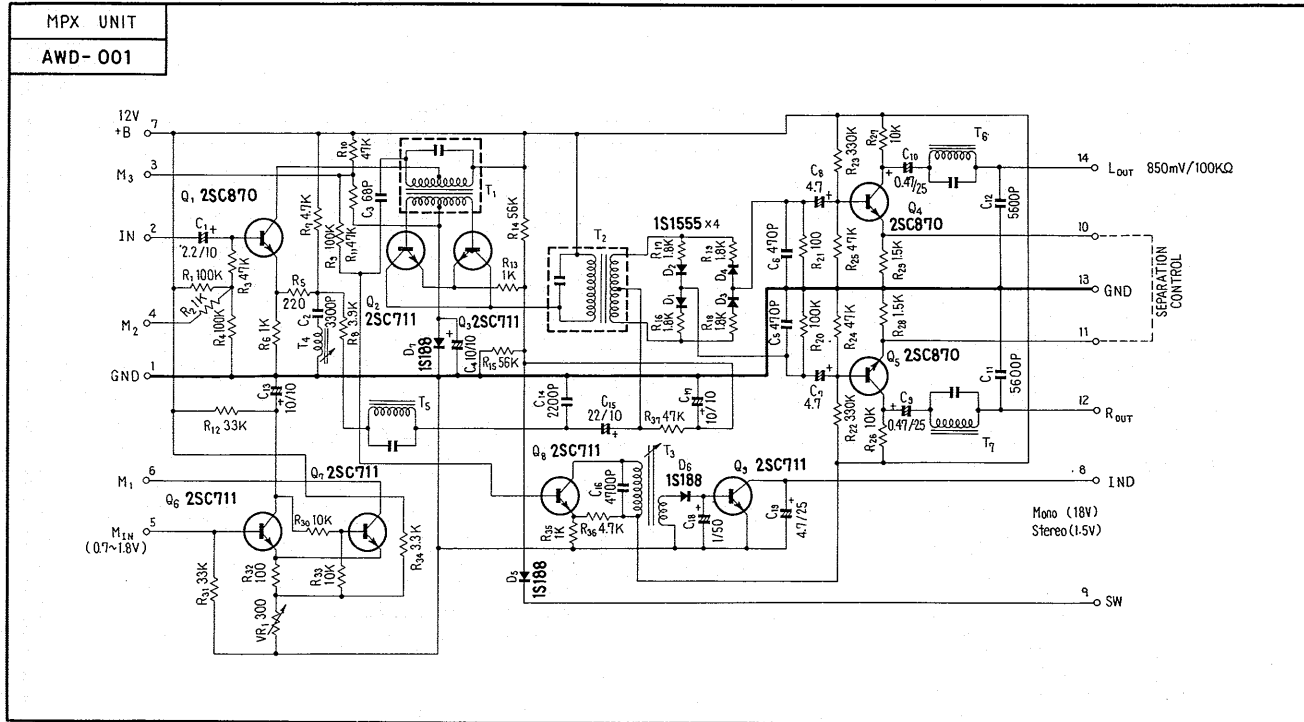 MPX UNIT
AWD-001
12V
+B 7
3
M3
Q1 2SC870
IN 2
C1 +
2.2/10
R1 100K
R2 1K
R3 47K
4
M2
R4 100K
R6 1K
GND 1
R5
220
R7 4.7K
C2
3300P
T4
R8 3.9K
R10
47K
R9
100K
R11 47K
C3 68P
T1
Q2
2SC711
Q3 2SC711
R13
1K
R14 56K
D7
1S188
C4 10/10
R15 56K
T2
1S1555 ×4
R17
1.8K
R19
1.8K
D2
D4
D1
D3
R16
1.8K
R18
1.8K
C6 470P
C5 470P
R21 100
R20 100K
C8
4.7 +
R23 330K
R25 47K
R24 47K
R22 330K
R27
10K
C10
0.47/25
T6
Q4
2SC870
R29 1.5K
R28 1.5K
Q5 2SC870
C7
4.7
R26 10K
C9
0.47/25
T7
C12
5600P
C11
5600P
14 LOUT 850mV/100KΩ
10
13 GND
11
SEPARATION
CONTROL
12
ROUT
8
IND
Mono (18V)
Stereo (1.5V)
9 SW
C13
10/10
R12 33K
T5
C14
2200P
C15
22/10
R37 47K
C17
10/10
6
M1
Q7 2SC711
Q6 2SC711
5
MIN
(0.7~1.8V)
R30 10K
R31 33K
R32
100
R33
10K
R34
3.3K
VR1 300
Q8 2SC711
C16
4700P
T3
R35
1K
R36 4.7K
D6
1S188
Q9 2SC711
C18
1/50
C19
4.7/25
D5
1S188